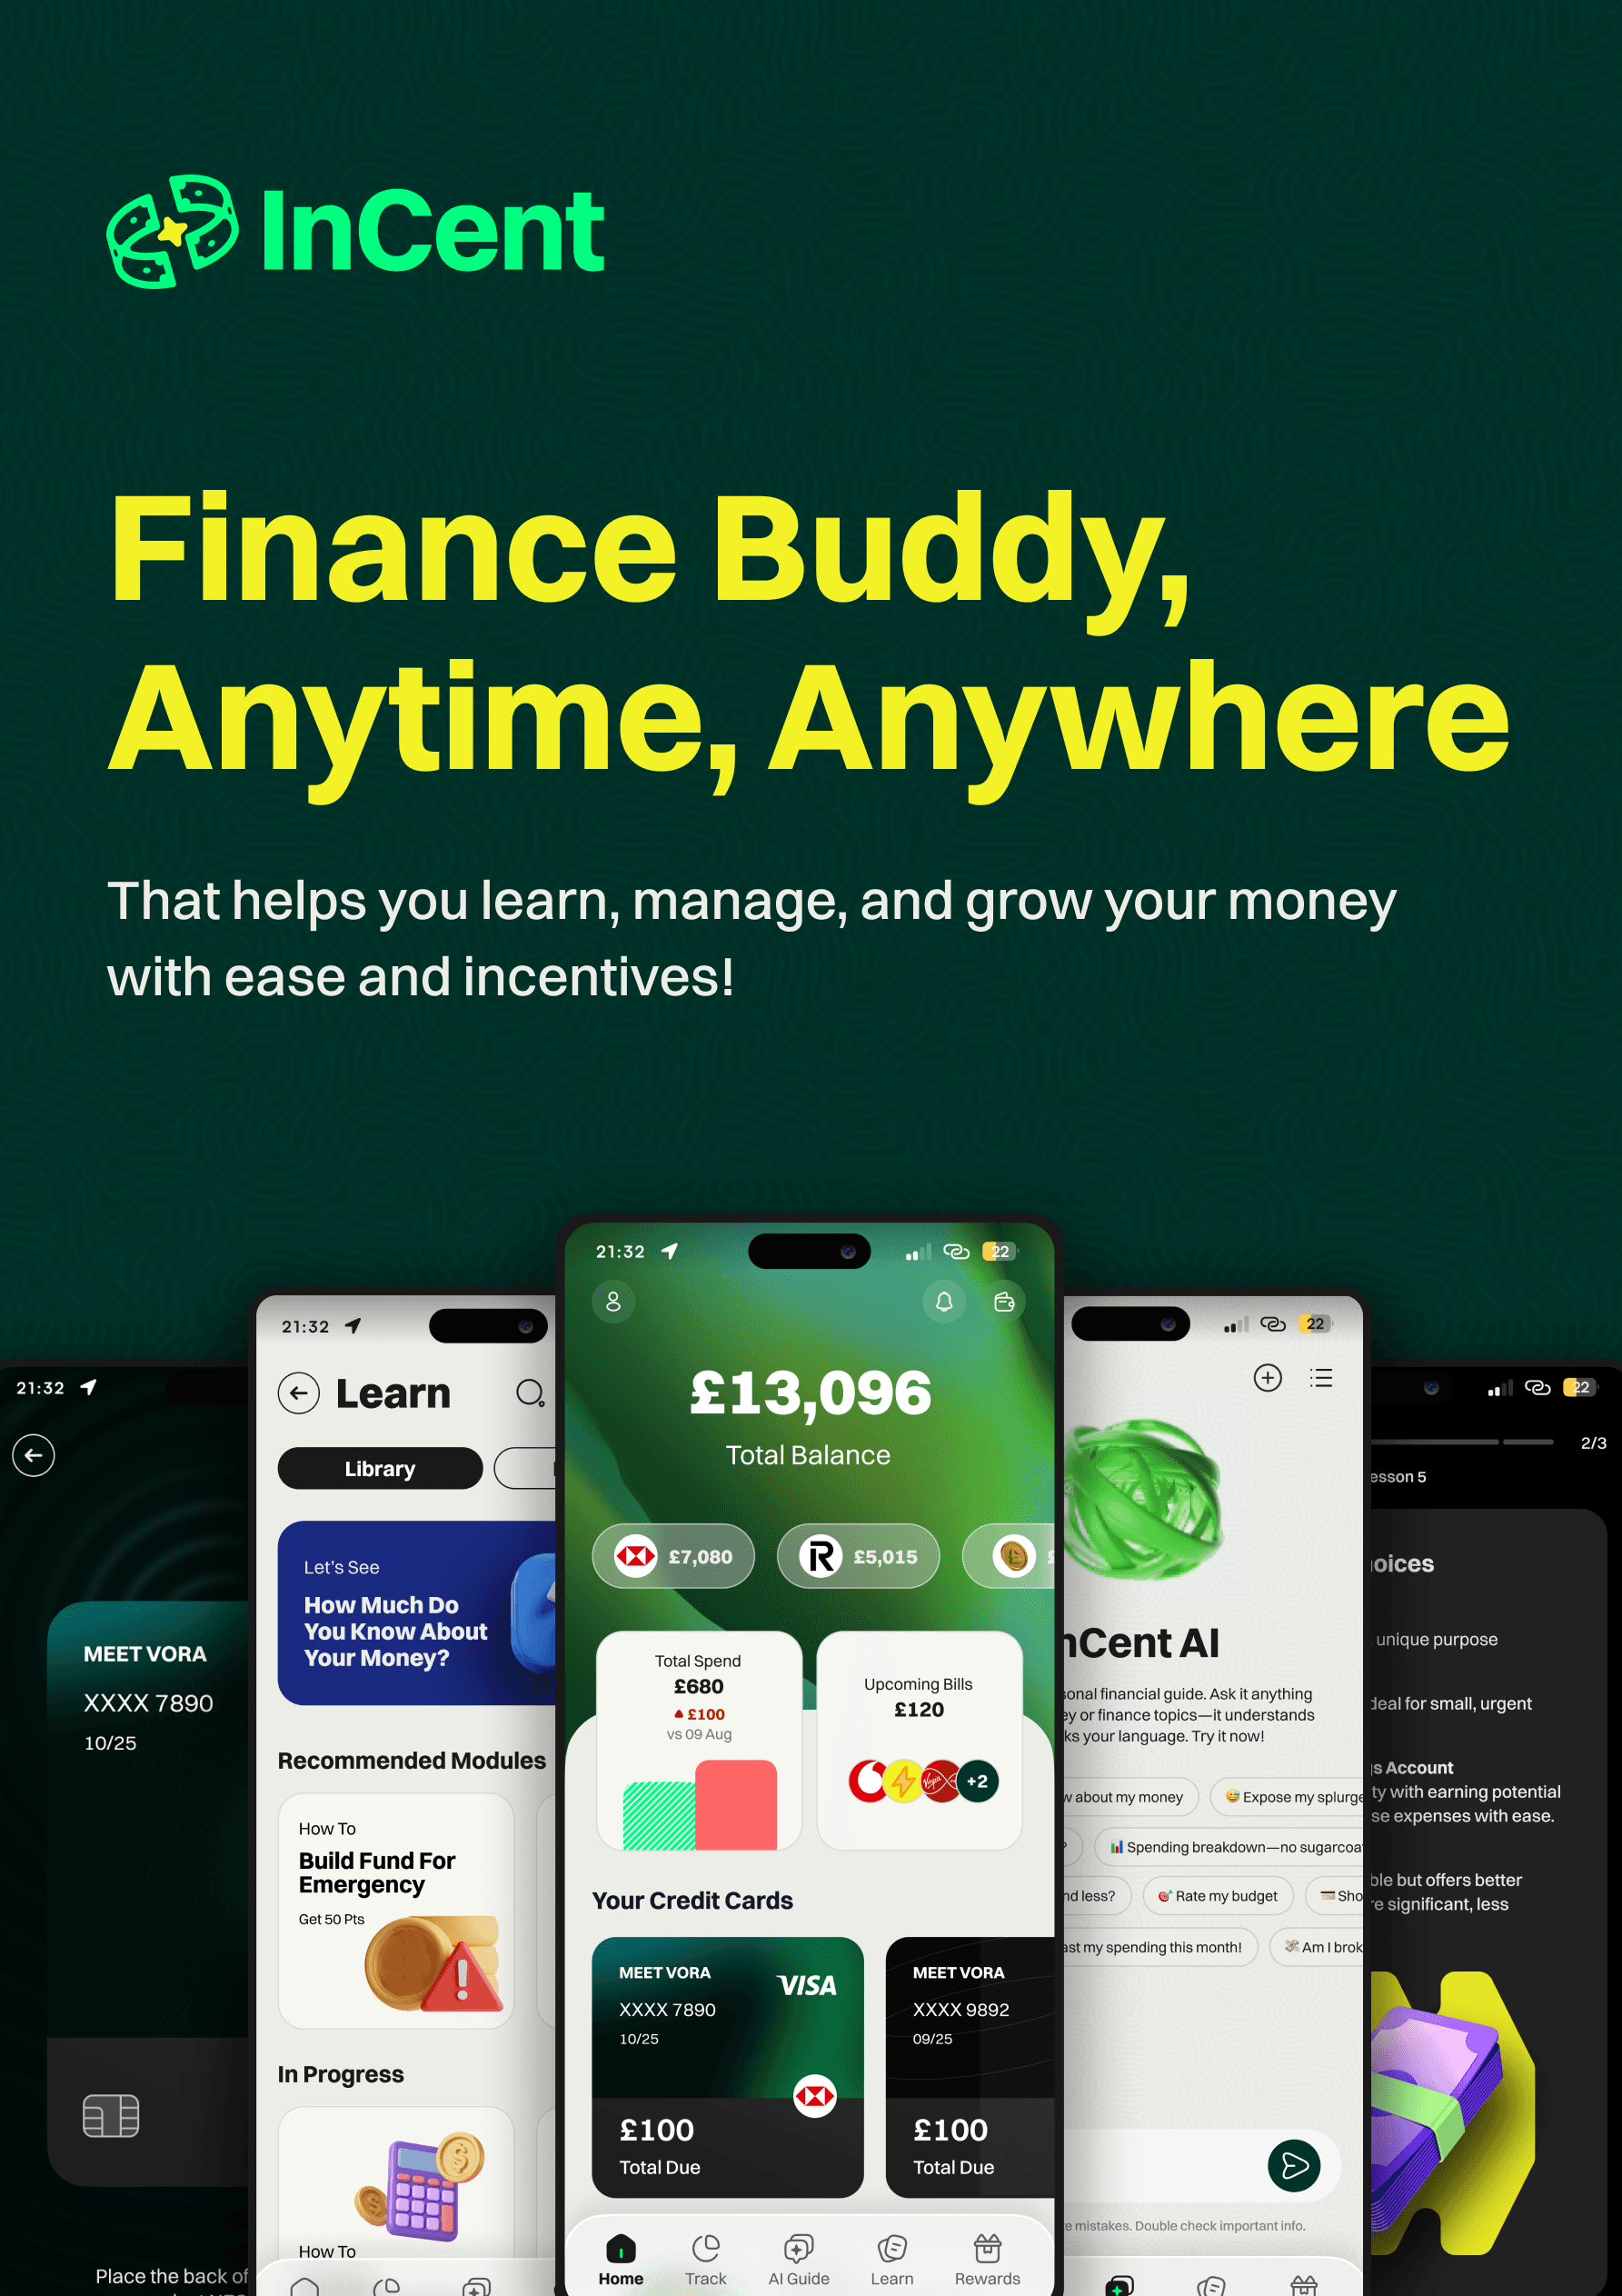 InCent
Finance Buddy,
Anytime, Anywhere
That helps you learn, manage, and grow your money
with ease and incentives!
21:32
MEET VORA
XXXX 7890
10/25
Place the back of
21:32
Learn
Library
Let's See
How Much Do
You Know About
Your Money?
Recommended Modules
How To
Build Fund For
Emergency
Get 50 Pts
In Progress
How To
21:32
22
£13,096
Total Balance
£7,080
£5,015
Total Spend
£680
£100
vs 09 Aug
Upcoming Bills
£120
Virgin
+2
Your Credit Cards
MEET VORA
VISA
XXXX 7890
10/25
£100
Total Due
MEET VORA
XXXX 9892
09/25
£100
Total Due
Home
Track
AI Guide
Learn
Rewards
22
nCent AI
sonal financial guide. Ask it anything
ey or finance topics—it understands
ks your language. Try it now!
w about my money
Expose my splurge
?
Spending breakdown—no sugarcoa
nd less?
Rate my budget
Sho
ast my spending this month!
Am I brok
e mistakes. Double check important info.
22
2/3
esson 5
oices
unique purpose
deal for small, urgent
s Account
ty with earning potential
se expenses with ease.
ble but offers better
re significant, less